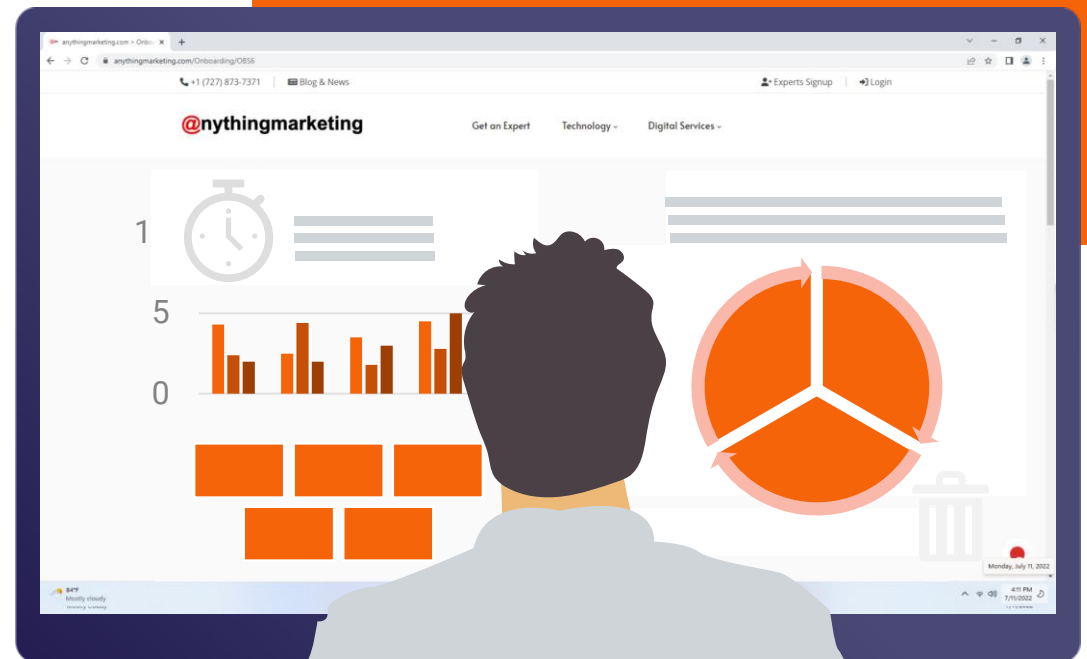 anythingmarketing.com > Onbo
anythingmarketing.com/Onboarding/OBS6
+1 (727) 873-7371 Blog & News Experts Signup Login
@nythingmarketing Get an Expert Technology Digital Services
1
5
0
Monday, July 11, 2022
84°F
Mostly cloudy
4:11 PM
7/11/2022